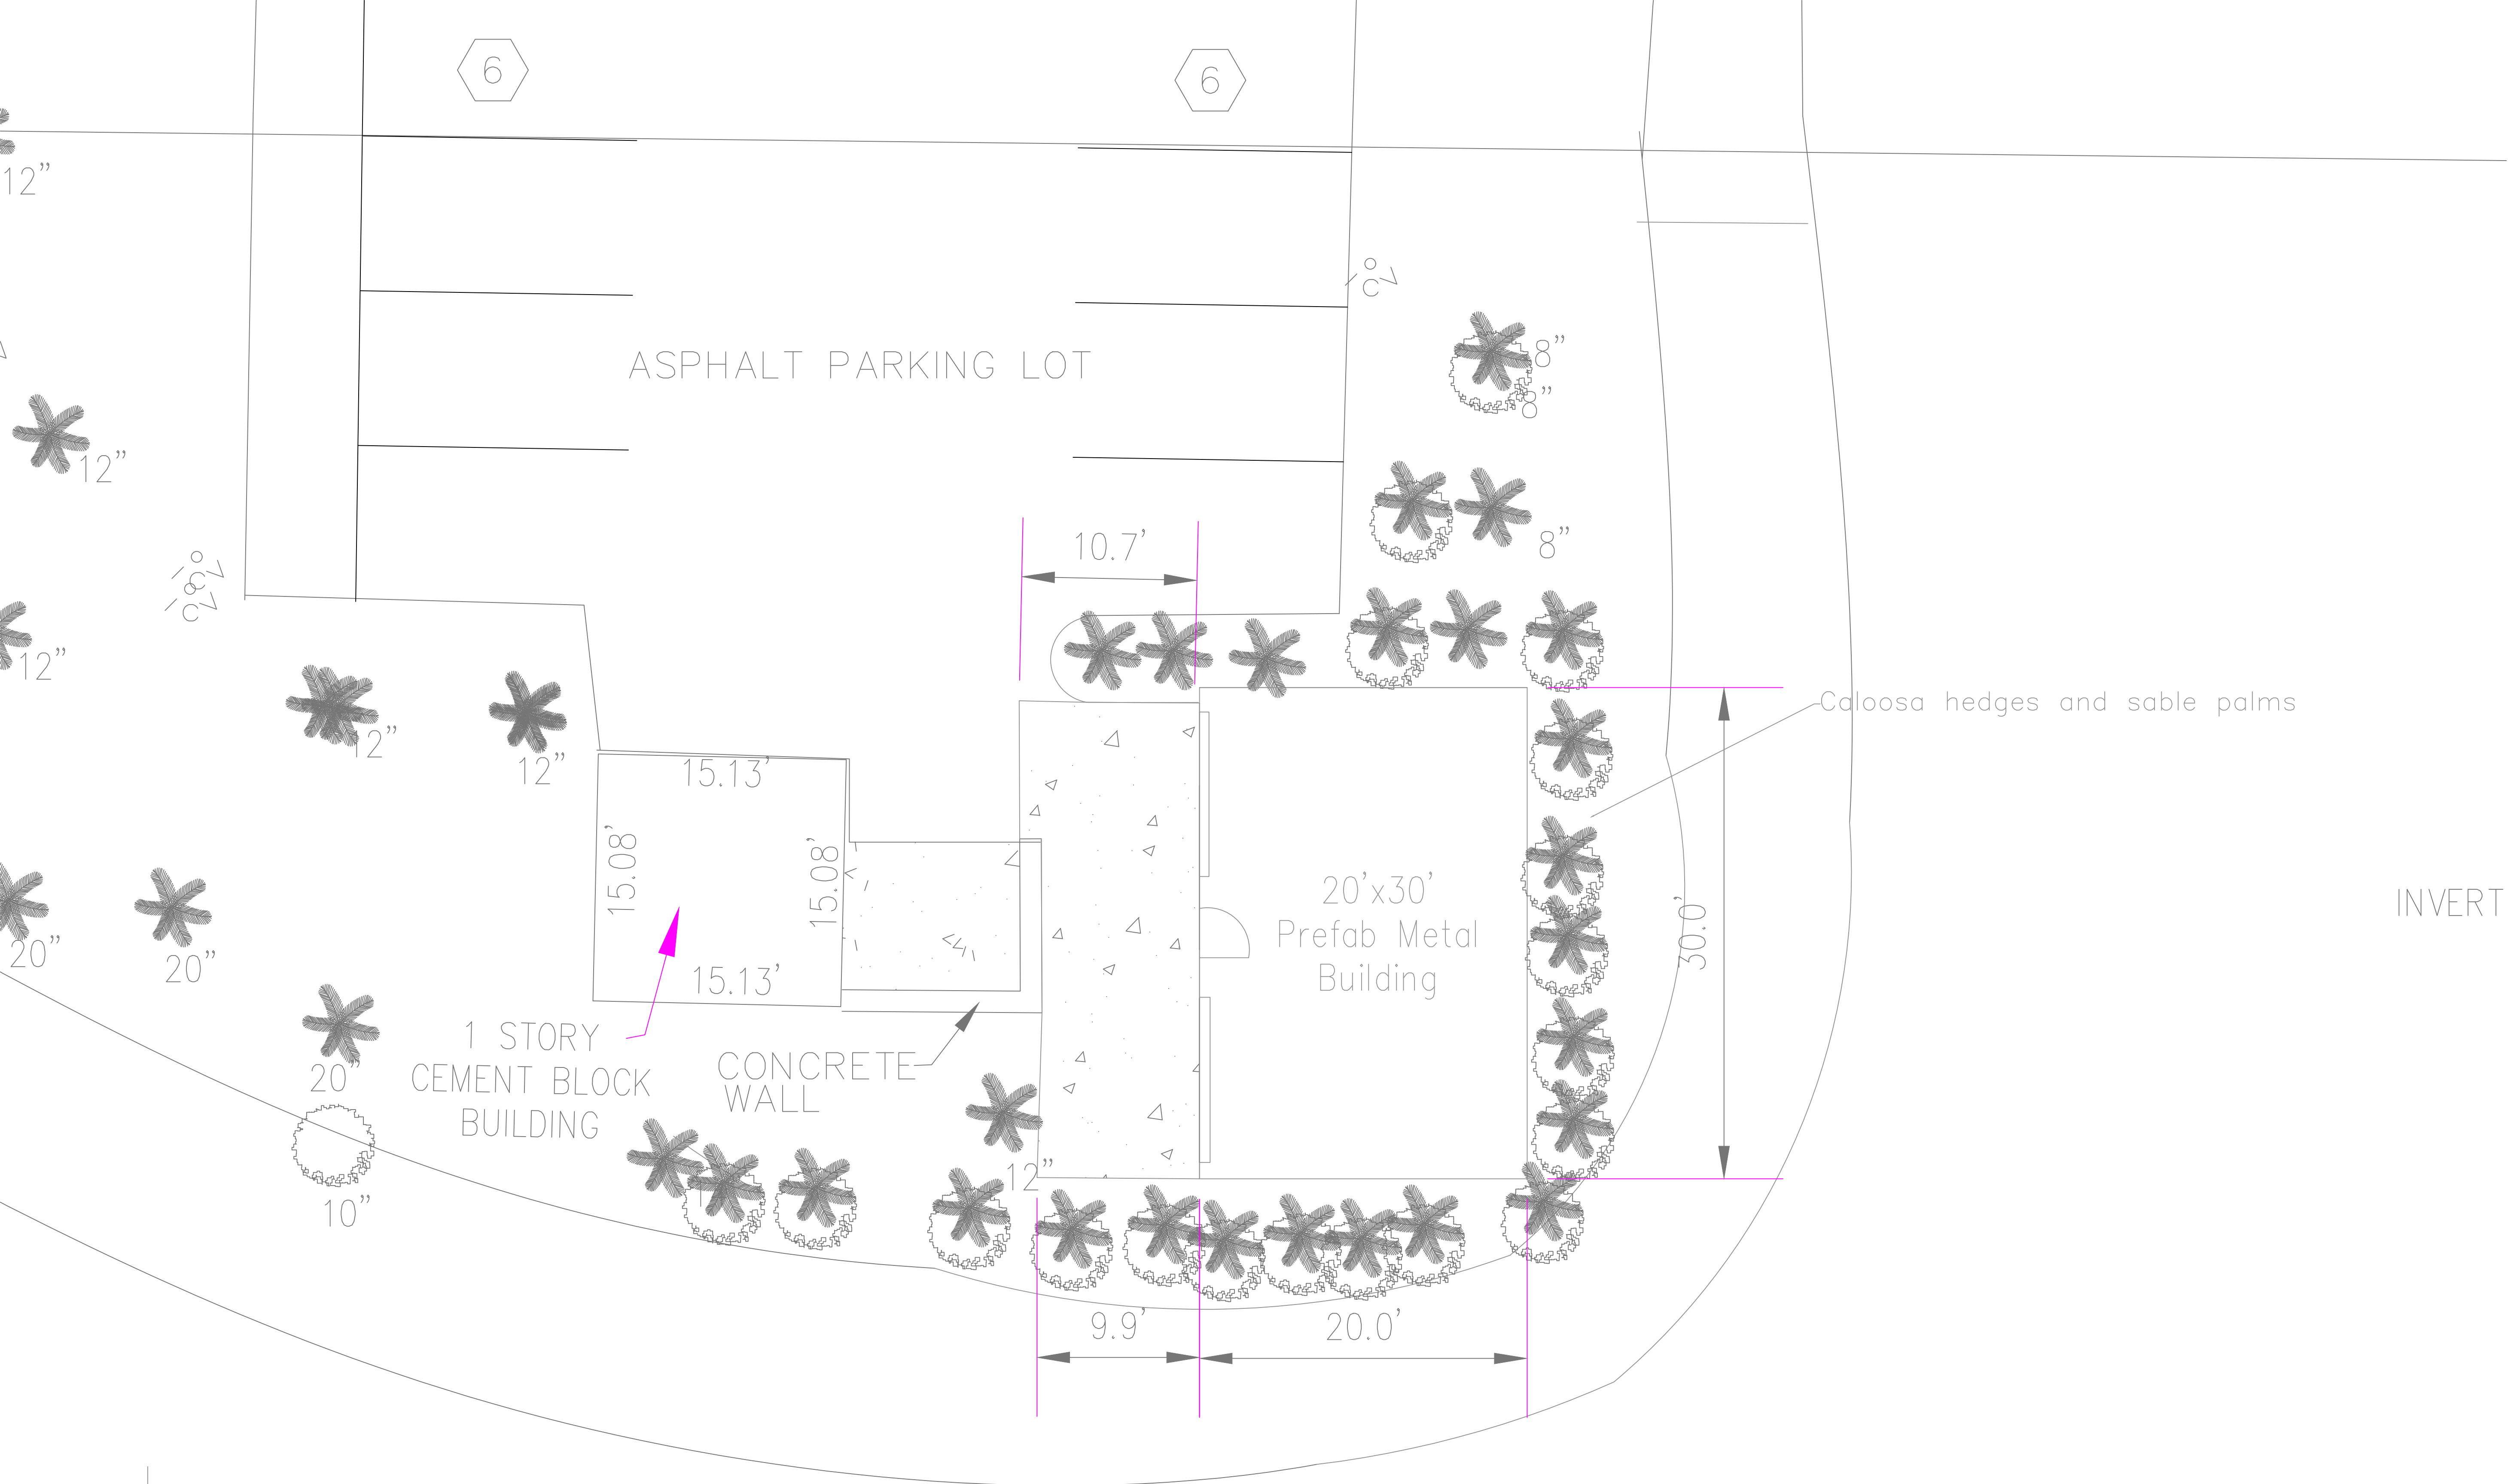 6
6
12”
ASPHALT PARKING LOT
8”
8”
12”
8”
10.7’
12”
Caloosa hedges and sable palms
12”
12”
15.13’
15.08’
15.08’
20’x30’
Prefab Metal
Building
30.0’
INVERT
20”
20”
15.13’
1 STORY
CEMENT BLOCK
BUILDING
CONCRETE
WALL
20”
12”
10”
9.9’
20.0’